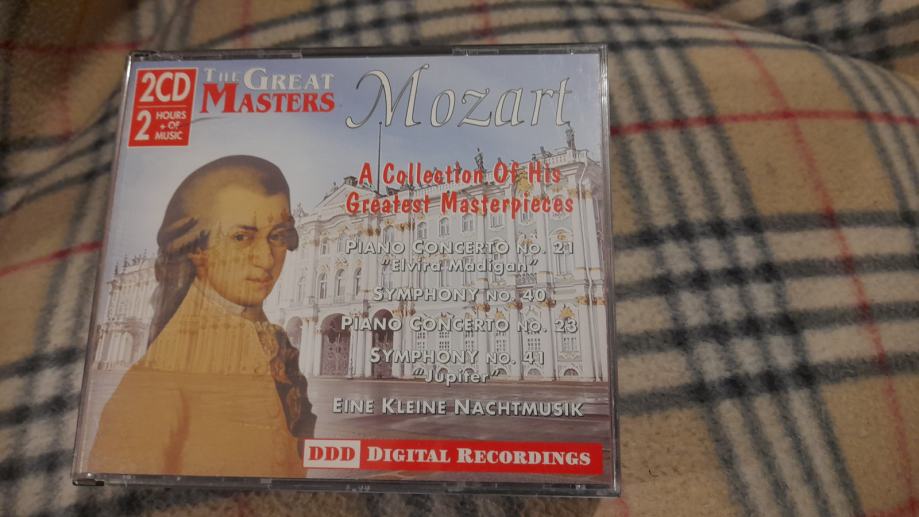 2CD
2 HOURS
+ OF
MUSIC
THE GREAT
MASTERS
Mozart
A Collection Of His
Greatest Masterpieces
PIANO CONCERTO NO. 21
"Elvira Madigan"
SYMPHONY NO. 40
PIANO CONCERTO NO. 23
SYMPHONY NO. 41
"Jupiter"
EINE KLEINE NACHTMUSIK
DDD DIGITAL RECORDINGS